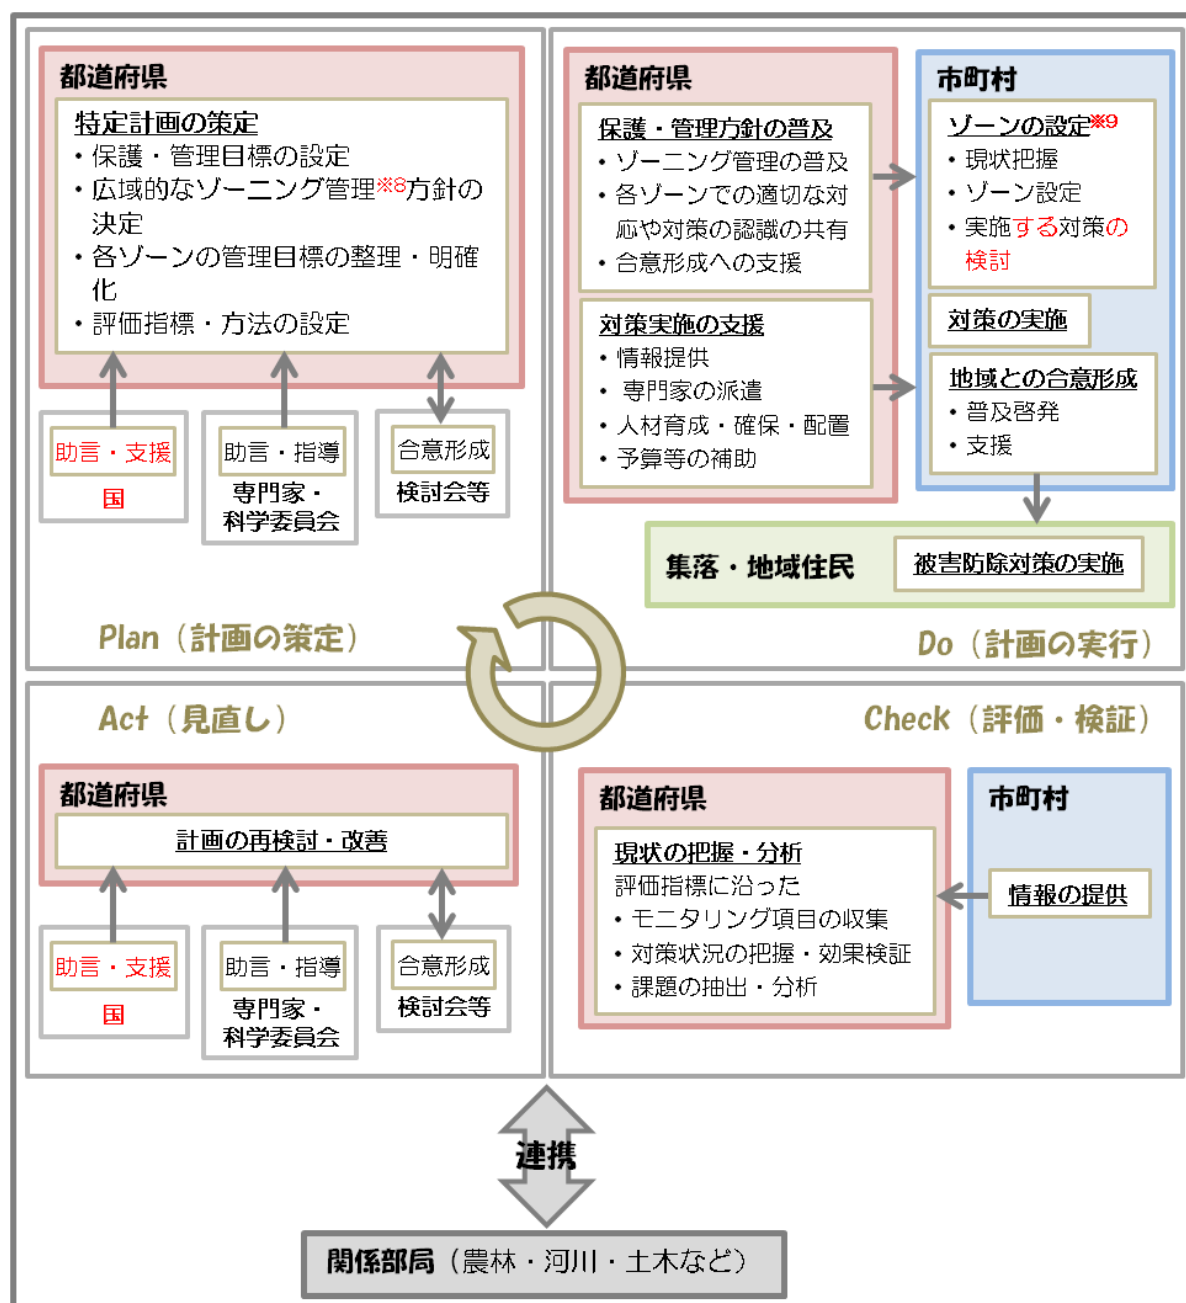 都道府県
特定計画の策定
・保護・管理目標の設定
・広域的なゾーニング管理※8方針の
決定
・各ゾーンの管理目標の整理・明確
化
・評価指標・方法の設定
助言・支援
国
助言・指導
専門家・
科学委員会
合意形成
検討会等
Plan（計画の策定）
都道府県
保護・管理方針の普及
・ゾーニング管理の普及
・各ゾーンでの適切な対
応や対策の認識の共有
・合意形成への支援
対策実施の支援
・情報提供
・専門家の派遣
・人材育成・確保・配置
・予算等の補助
市町村
ゾーンの設定※9
・現状把握
・ゾーン設定
・実施する対策の
検討
対策の実施
地域との合意形成
・普及啓発
・支援
集落・地域住民
被害防除対策の実施
Do（計画の実行）
Act（見直し）
都道府県
計画の再検討・改善
助言・支援
国
助言・指導
専門家・
科学委員会
合意形成
検討会等
Check（評価・検証）
都道府県
現状の把握・分析
評価指標に沿った
・モニタリング項目の収集
・対策状況の把握・効果検証
・課題の抽出・分析
市町村
情報の提供
連携
関係部局（農林・河川・土木など）